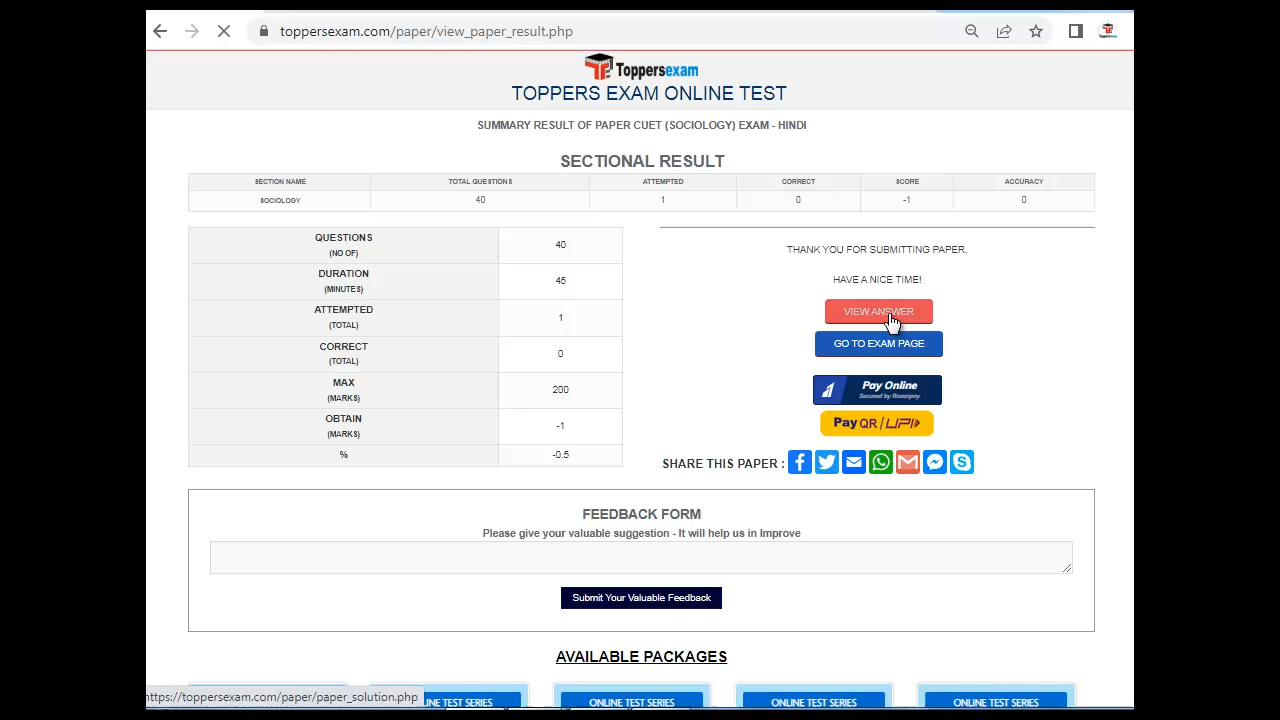 toppersexam.com/paper/view_paper_result.php
Toppersexam
TOPPERS EXAM ONLINE TEST
SUMMARY RESULT OF PAPER CUET (SOCIOLOGY) EXAM - HINDI
SECTIONAL RESULT
SECTION NAME TOTAL QUESTIONS ATTEMPTED CORRECT SCORE ACCURACY
SOCIOLOGY 40 1 0 -1 0
QUESTIONS
(NO OF)
40
DURATION
(MINUTES)
45
ATTEMPTED
(TOTAL)
1
CORRECT
(TOTAL)
0
MAX
(MARKS)
200
OBTAIN
(MARKS)
-1
% -0.5
THANK YOU FOR SUBMITTING PAPER.
HAVE A NICE TIME!
VIEW ANSWER
GO TO EXAM PAGE
Pay Online
Secured by Razorpay
Pay QR / UPI
SHARE THIS PAPER :
FEEDBACK FORM
Please give your valuable suggestion - It will help us in Improve
Submit Your Valuable Feedback
AVAILABLE PACKAGES
https://toppersexam.com/paper/paper_solution.php
ONLINE TEST SERIES
ONLINE TEST SERIES
ONLINE TEST SERIES